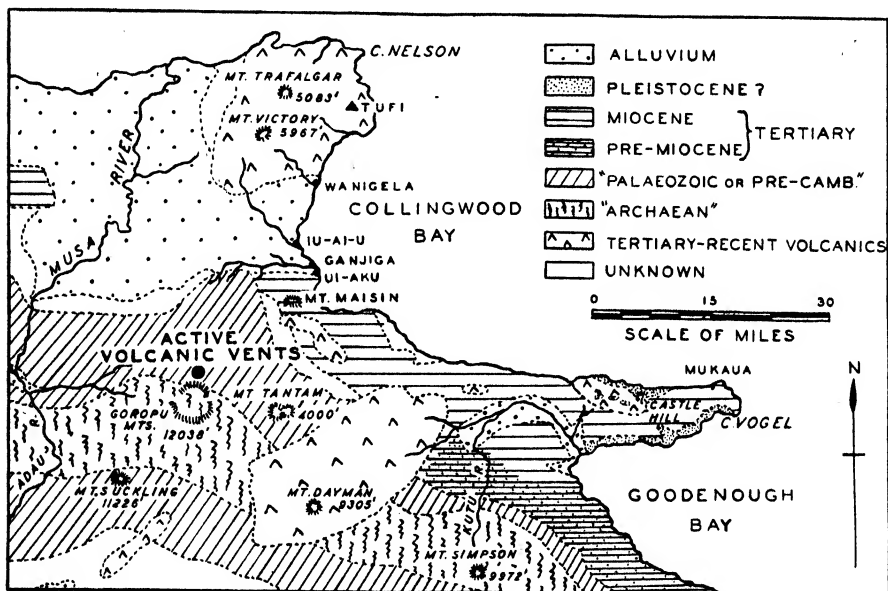 C. NELSON
MT. TRAFALGAR
5083'
TUFI
MT. VICTORY
5967'
MUSA RIVER
WANIGELA
COLLINGWOOD
BAY
IU-AI-U
GANJIGA
UI-AKU
MT. MAISIN
ACTIVE
VOLCANIC VENTS
MT TANTAM
4000'
GOROPU
MTS.
12038'
ADAU R.
MT. SUCKLING
11226'
MT. DAYMAN
9305'
KUTU R.
MT. SIMPSON
9972'
MUKAUA
CASTLE
HILL
C. VOGEL
GOODENOUGH
BAY
ALLUVIUM
PLEISTOCENE ?
MIOCENE
PRE-MIOCENE
TERTIARY
"PALAEOZOIC OR PRE-CAMB."
"ARCHAEAN"
TERTIARY-RECENT VOLCANICS
UNKNOWN
0 15 30
SCALE OF MILES
N